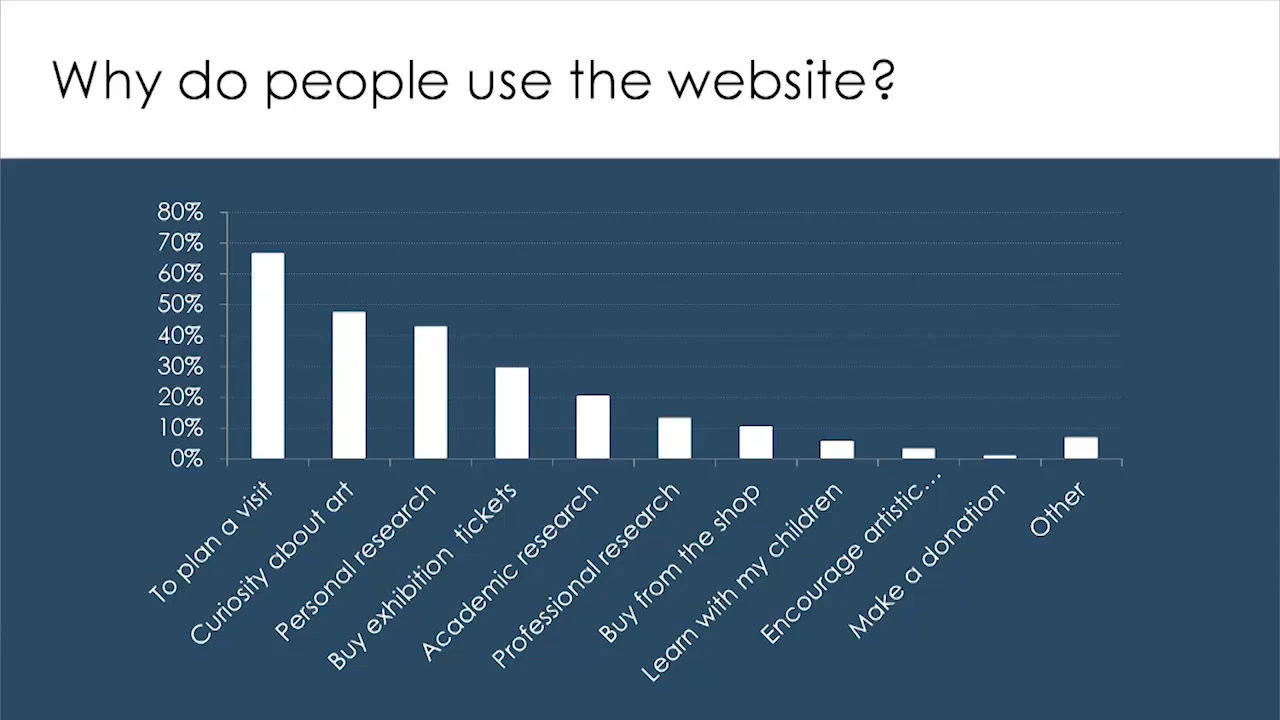 Why do people use the website?
80%
70%
60%
50%
40%
30%
20%
10%
0%
To plan a visit
Curiosity about art
Personal research
Buy exhibition tickets
Academic research
Professional research
Buy from the shop
Learn with my children
Encourage artistic...
Make a donation
Other